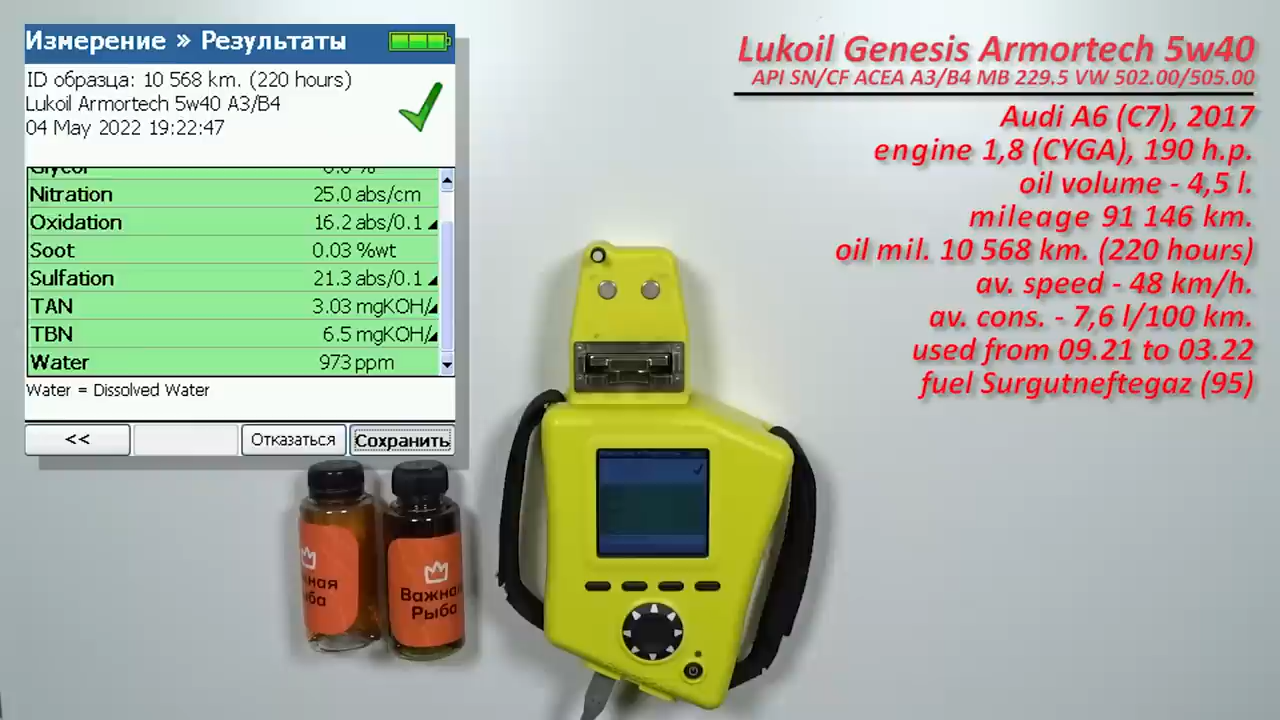 Измерение » Результаты
ID образца: 10 568 km. (220 hours)
Lukoil Armortech 5w40 A3/B4
04 May 2022 19:22:47
Glycol 0.0 %
Nitration 25.0 abs/cm
Oxidation 16.2 abs/0.1
Soot 0.03 %wt
Sulfation 21.3 abs/0.1
TAN 3.03 mgKOH/
TBN 6.5 mgKOH/
Water 973 ppm
Water = Dissolved Water
<< Отказаться Сохранить
Lukoil Genesis Armortech 5w40
API SN/CF ACEA A3/B4 MB 229.5 VW 502.00/505.00
Audi A6 (C7), 2017
engine 1,8 (CYGA), 190 h.p.
oil volume - 4,5 l.
mileage 91 146 km.
oil mil. 10 568 km. (220 hours)
av. speed - 48 km/h.
av. cons. - 7,6 l/100 km.
used from 09.21 to 03.22
fuel Surgutneftegaz (95)
жная
ыба
Важная
Рыба